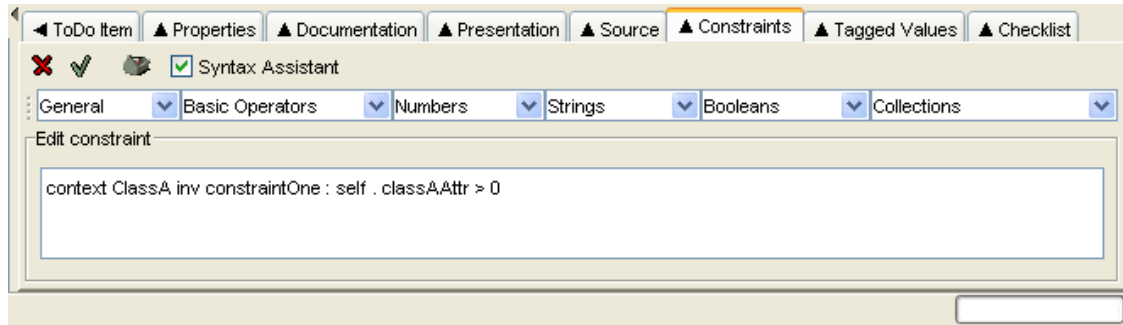 ToDo Item Properties Documentation Presentation Source Constraints Tagged Values Checklist
Syntax Assistant
General Basic Operators Numbers Strings Booleans Collections
Edit constraint
context ClassA inv constraintOne : self . classAAttr > 0